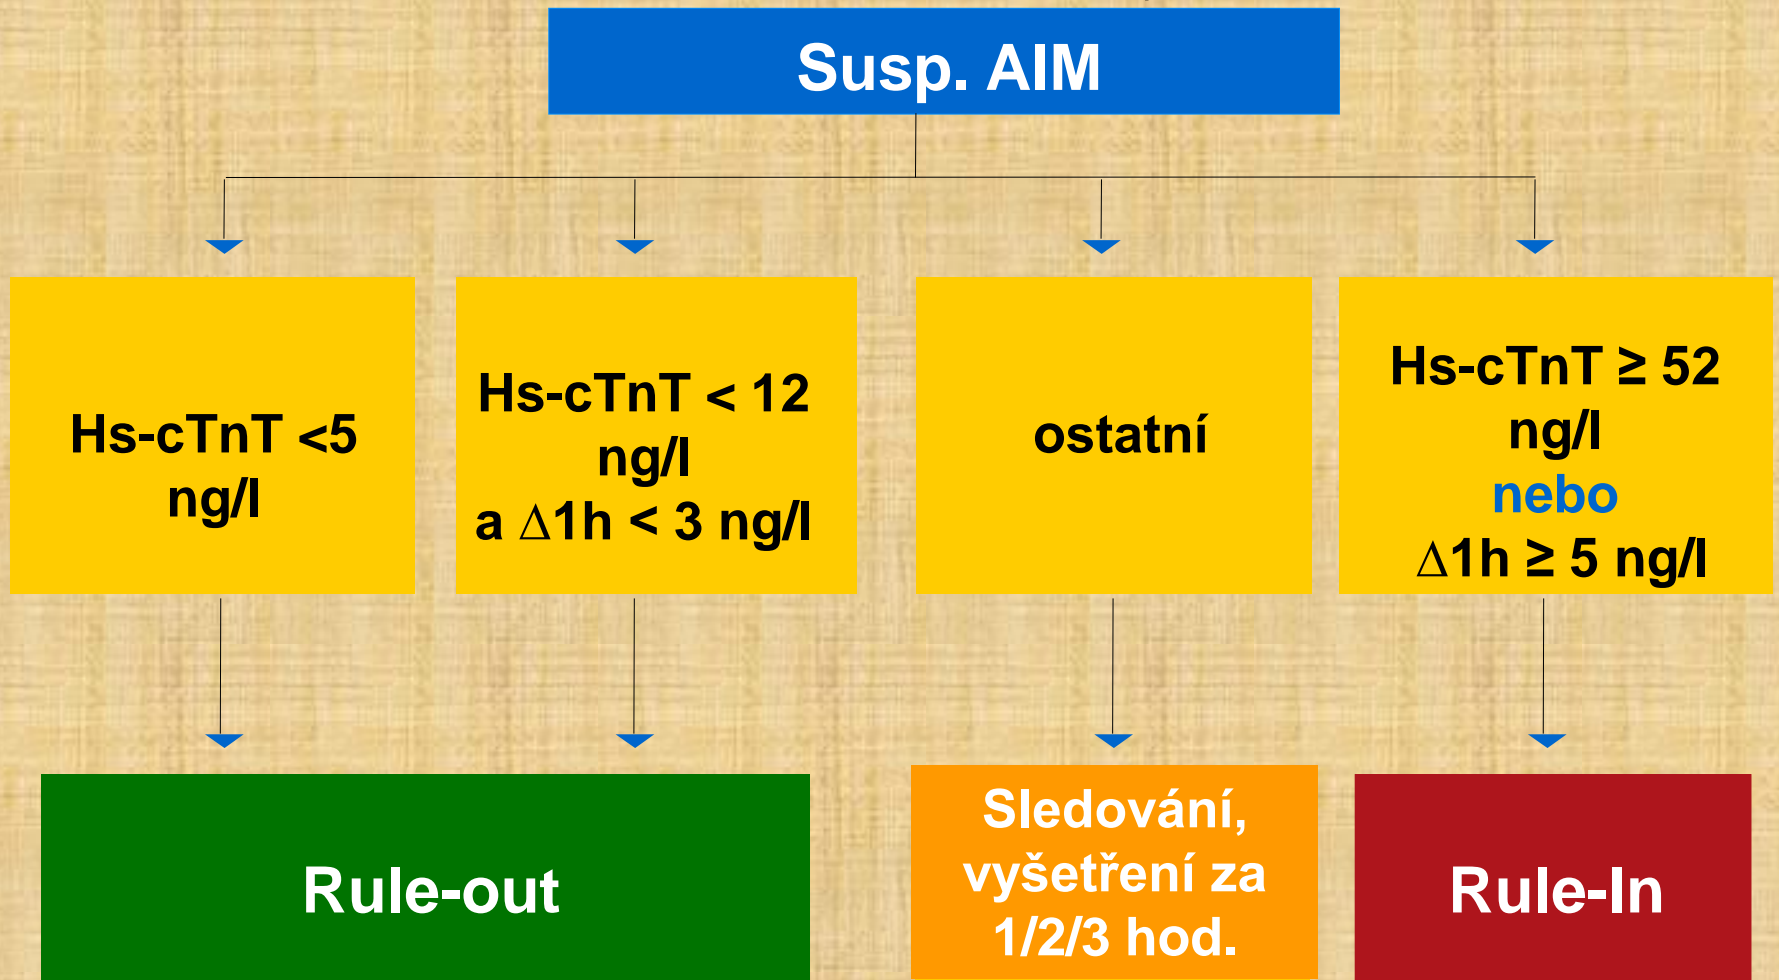 Susp. AIM
Hs-cTnT <5
ng/l
Hs-cTnT < 12
ng/l
a Δ1h < 3 ng/l
ostatní
Hs-cTnT ≥ 52
ng/l
nebo
Δ1h ≥ 5 ng/l
Rule-out
Sledování,
vyšetření za
1/2/3 hod.
Rule-In